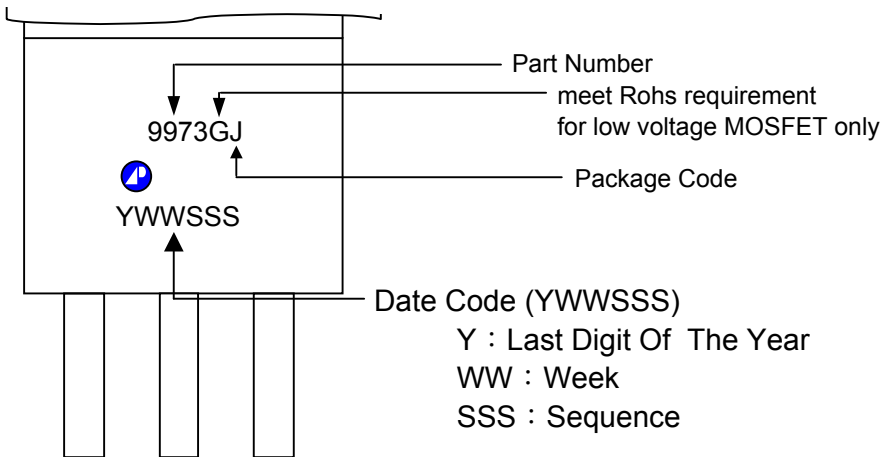 Part Number
meet Rohs requirement
for low voltage MOSFET only
9973GJ
Package Code
YWWSSS
Date Code (YWWSSS)
Y：Last Digit Of The Year
WW：Week
SSS：Sequence